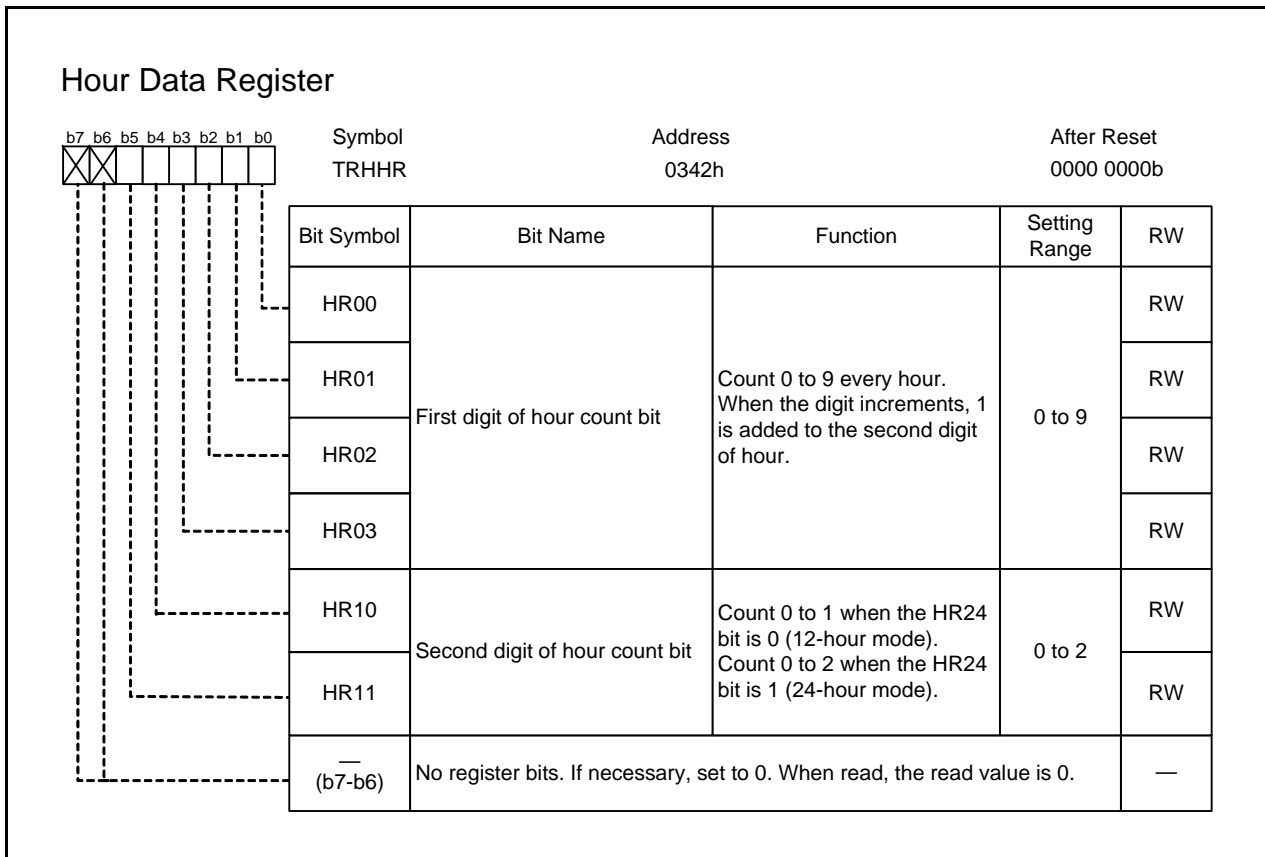 Hour Data Register
b7 b6 b5 b4 b3 b2 b1 b0
Symbol Address After Reset
TRHHR 0342h 0000 0000b
Bit Symbol Bit Name Function Setting Range RW
HR00 RW
HR01 RW
HR02 RW
HR03 RW
First digit of hour count bit
Count 0 to 9 every hour.
When the digit increments, 1
is added to the second digit
of hour.
0 to 9
HR10 RW
HR11 RW
Second digit of hour count bit
Count 0 to 1 when the HR24
bit is 0 (12-hour mode).
Count 0 to 2 when the HR24
bit is 1 (24-hour mode).
0 to 2
—
(b7-b6)
No register bits. If necessary, set to 0. When read, the read value is 0.
—